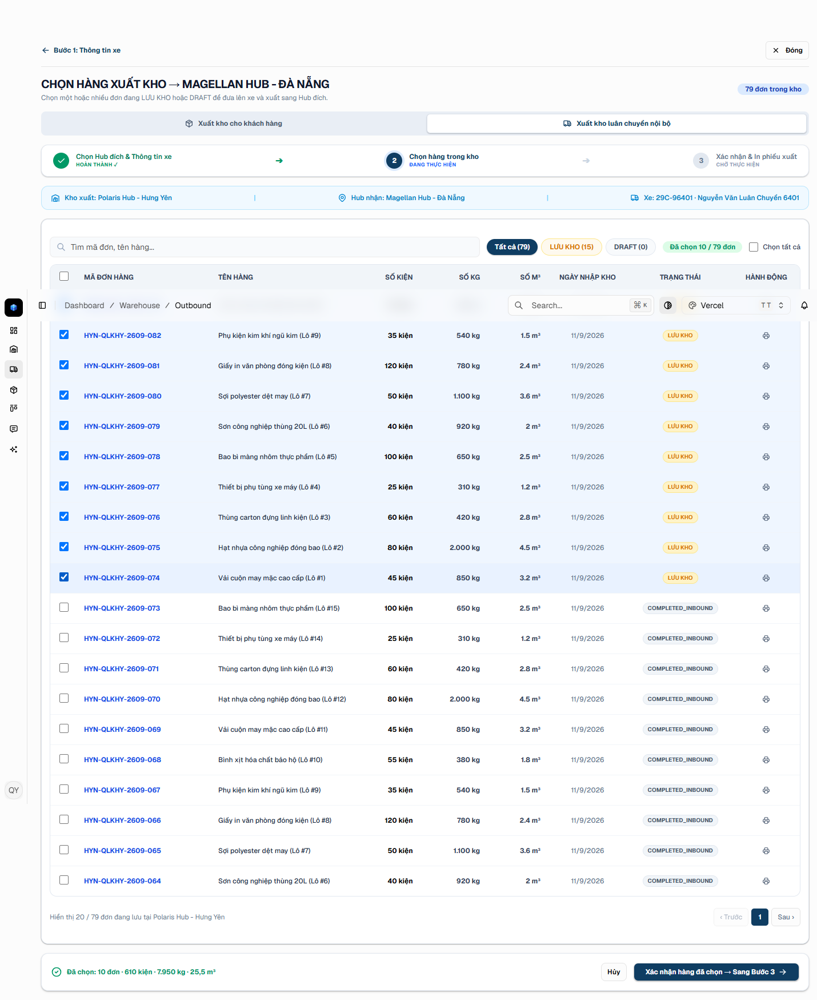 Bước 1: Thông tin xe
Đóng
CHỌN HÀNG XUẤT KHO → MAGELLAN HUB - ĐÀ NẴNG
Chọn một hoặc nhiều đơn đang LƯU KHO hoặc DRAFT để đưa lên xe và xuất sang Hub đích.
79 đơn trong kho
Xuất kho cho khách hàng
Xuất kho luân chuyển nội bộ
Chọn Hub đích & Thông tin xe
HOÀN THÀNH ✓
2
Chọn hàng trong kho
ĐANG THỰC HIỆN
3
Xác nhận & In phiếu xuất
CHỜ THỰC HIỆN
Kho xuất: Polaris Hub - Hưng Yên
|
Hub nhận: Magellan Hub - Đà Nẵng
|
Xe: 29C-96401 · Nguyễn Văn Luân Chuyển 6401
Tìm mã đơn, tên hàng...
Tất cả (79)
LƯU KHO (15)
DRAFT (0)
Đã chọn 10 / 79 đơn
Chọn tất cả
MÃ ĐƠN HÀNG TÊN HÀNG SỐ KIỆN SỐ KG SỐ M³ NGÀY NHẬP KHO TRẠNG THÁI HÀNH ĐỘNG
Dashboard / Warehouse / Outbound
Search...
⌘ K
Vercel
T T
HYN-QLKHY-2609-082 Phụ kiện kim khí ngũ kim (Lô #9) 35 kiện 540 kg 1.5 m³ 11/9/2026 LƯU KHO
HYN-QLKHY-2609-081 Giấy in văn phòng đóng kiện (Lô #8) 120 kiện 780 kg 2.4 m³ 11/9/2026 LƯU KHO
HYN-QLKHY-2609-080 Sợi polyester dệt may (Lô #7) 50 kiện 1.100 kg 3.6 m³ 11/9/2026 LƯU KHO
HYN-QLKHY-2609-079 Sơn công nghiệp thùng 20L (Lô #6) 40 kiện 920 kg 2 m³ 11/9/2026 LƯU KHO
HYN-QLKHY-2609-078 Bao bì màng nhôm thực phẩm (Lô #5) 100 kiện 650 kg 2.5 m³ 11/9/2026 LƯU KHO
HYN-QLKHY-2609-077 Thiết bị phụ tùng xe máy (Lô #4) 25 kiện 310 kg 1.2 m³ 11/9/2026 LƯU KHO
HYN-QLKHY-2609-076 Thùng carton đựng linh kiện (Lô #3) 60 kiện 420 kg 2.8 m³ 11/9/2026 LƯU KHO
HYN-QLKHY-2609-075 Hạt nhựa công nghiệp đóng bao (Lô #2) 80 kiện 2.000 kg 4.5 m³ 11/9/2026 LƯU KHO
HYN-QLKHY-2609-074 Vải cuộn may mặc cao cấp (Lô #1) 45 kiện 850 kg 3.2 m³ 11/9/2026 LƯU KHO
HYN-QLKHY-2609-073 Bao bì màng nhôm thực phẩm (Lô #15) 100 kiện 650 kg 2.5 m³ 11/9/2026 COMPLETED_INBOUND
HYN-QLKHY-2609-072 Thiết bị phụ tùng xe máy (Lô #14) 25 kiện 310 kg 1.2 m³ 11/9/2026 COMPLETED_INBOUND
HYN-QLKHY-2609-071 Thùng carton đựng linh kiện (Lô #13) 60 kiện 420 kg 2.8 m³ 11/9/2026 COMPLETED_INBOUND
HYN-QLKHY-2609-070 Hạt nhựa công nghiệp đóng bao (Lô #12) 80 kiện 2.000 kg 4.5 m³ 11/9/2026 COMPLETED_INBOUND
HYN-QLKHY-2609-069 Vải cuộn may mặc cao cấp (Lô #11) 45 kiện 850 kg 3.2 m³ 11/9/2026 COMPLETED_INBOUND
HYN-QLKHY-2609-068 Bình xịt hóa chất bảo hộ (Lô #10) 55 kiện 380 kg 1.8 m³ 11/9/2026 COMPLETED_INBOUND
HYN-QLKHY-2609-067 Phụ kiện kim khí ngũ kim (Lô #9) 35 kiện 540 kg 1.5 m³ 11/9/2026 COMPLETED_INBOUND
HYN-QLKHY-2609-066 Giấy in văn phòng đóng kiện (Lô #8) 120 kiện 780 kg 2.4 m³ 11/9/2026 COMPLETED_INBOUND
HYN-QLKHY-2609-065 Sợi polyester dệt may (Lô #7) 50 kiện 1.100 kg 3.6 m³ 11/9/2026 COMPLETED_INBOUND
HYN-QLKHY-2609-064 Sơn công nghiệp thùng 20L (Lô #6) 40 kiện 920 kg 2 m³ 11/9/2026 COMPLETED_INBOUND
QY
Hiển thị 20 / 79 đơn đang lưu tại Polaris Hub - Hưng Yên
‹ Trước
1
Sau ›
Đã chọn: 10 đơn · 610 kiện · 7.950 kg · 25,5 m³
Hủy
Xác nhận hàng đã chọn → Sang Bước 3 →